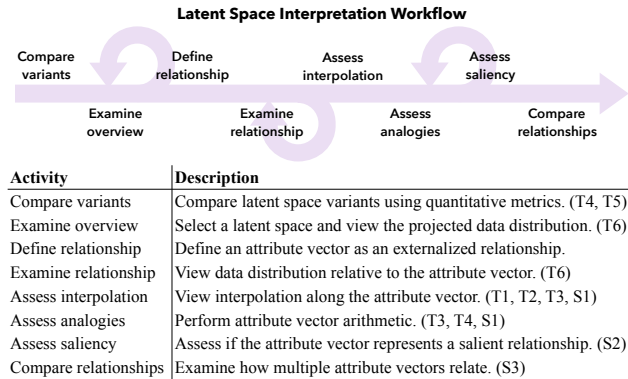 Latent Space Interpretation Workflow
Compare variants
Examine overview
Define relationship
Examine relationship
Assess interpolation
Assess analogies
Assess saliency
Compare relationships
Activity Description
Compare variants Compare latent space variants using quantitative metrics. (T4, T5)
Examine overview Select a latent space and view the projected data distribution. (T6)
Define relationship Define an attribute vector as an externalized relationship.
Examine relationship View data distribution relative to the attribute vector. (T6)
Assess interpolation View interpolation along the attribute vector. (T1, T2, T3, S1)
Assess analogies Perform attribute vector arithmetic. (T3, T4, S1)
Assess saliency Assess if the attribute vector represents a salient relationship. (S2)
Compare relationships Examine how multiple attribute vectors relate. (S3)